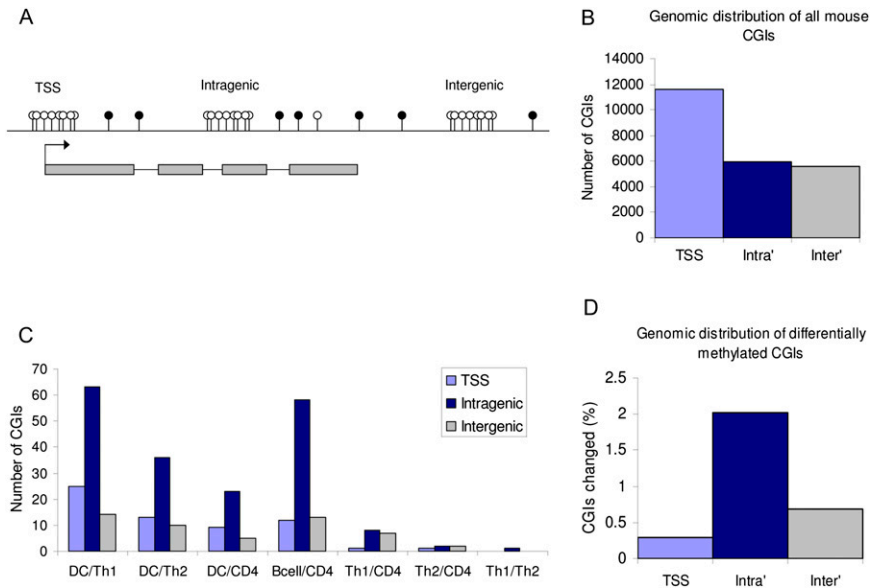 A
TSS
Intragenic
Intergenic
B
Genomic distribution of all mouse
CGIs
Number of CGIs
14000
12000
10000
8000
6000
4000
2000
0
TSS
Intra'
Inter'
C
Number of CGIs
70
60
50
40
30
20
10
0
TSS
Intragenic
Intergenic
DC/Th1
DC/Th2
DC/CD4
Bcell/CD4
Th1/CD4
Th2/CD4
Th1/Th2
D
Genomic distribution of differentially
methylated CGIs
CGIs changed (%)
2.5
2
1.5
1
0.5
0
TSS
Intra'
Inter'